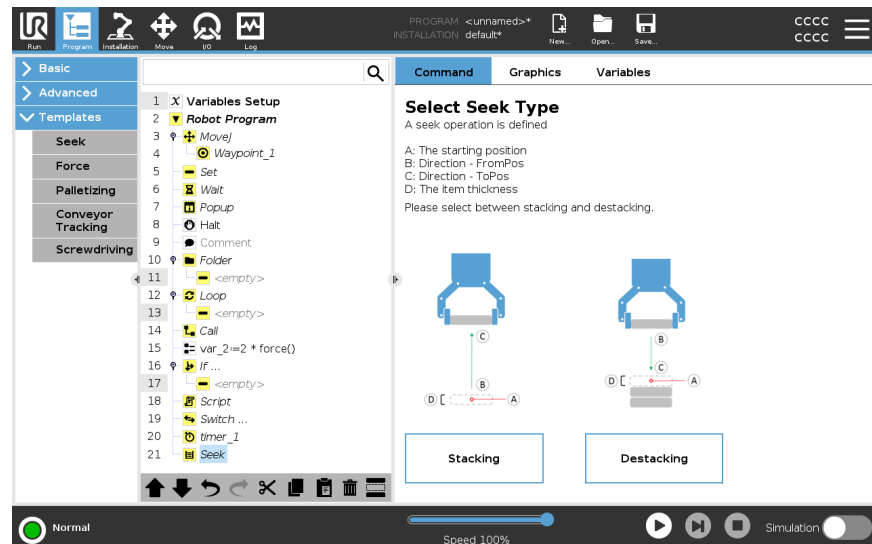 UR
Run
Program
Installation
Move
I/O
Log
PROGRAM <unnamed>*
INSTALLATION default*
New...
Open...
Save...
CCCC
CCCC
Basic
Advanced
Templates
Seek
Force
Palletizing
Conveyor
Tracking
Screwdriving
1 X Variables Setup
2 Robot Program
3 MoveJ
4 Waypoint_1
5 Set
6 Wait
7 Popup
8 Halt
9 Comment
10 Folder
11 <empty>
12 Loop
13 <empty>
14 Call
15 var_2:=2 * force()
16 If ...
17 <empty>
18 Script
19 Switch ...
20 timer_1
21 Seek
Command Graphics Variables
Select Seek Type
A seek operation is defined
A: The starting position
B: Direction - FromPos
C: Direction - ToPos
D: The item thickness
Please select between stacking and destacking.
C
B
D
A
B
C
D
A
Stacking
Destacking
Normal
Speed 100%
Simulation